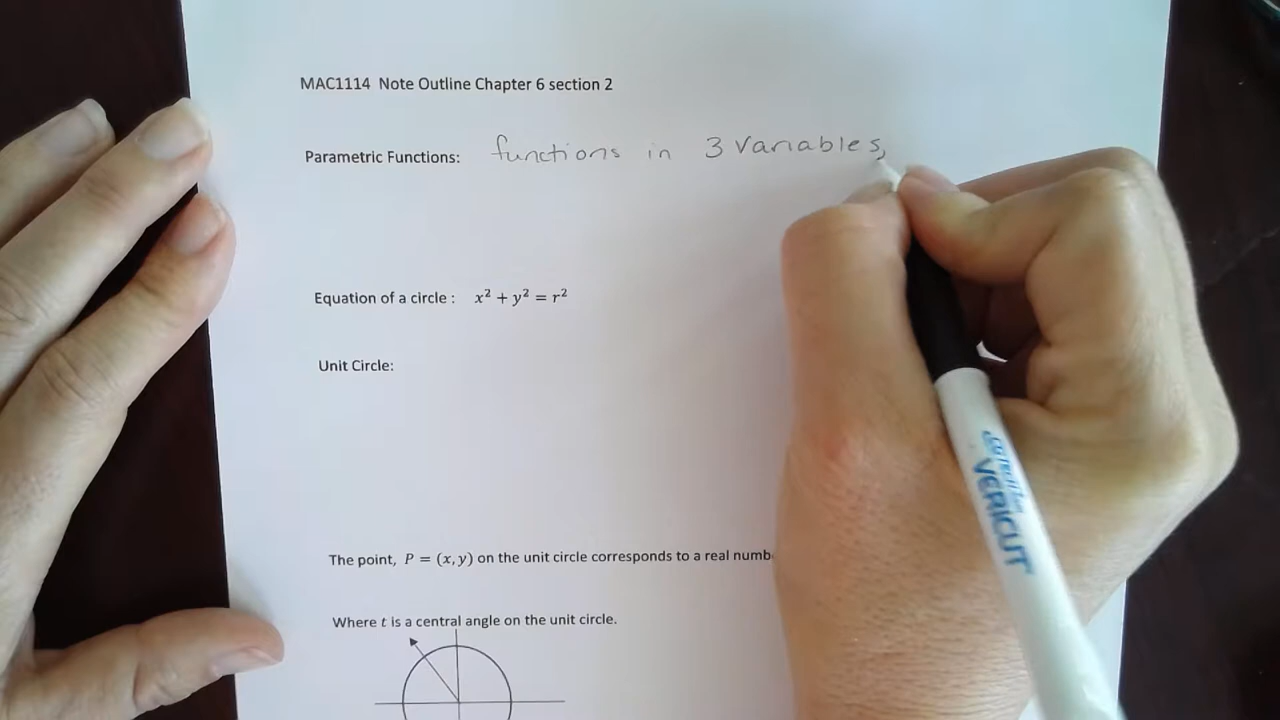 MAC1114 Note Outline Chapter 6 section 2
Parametric Functions: functions in 3 variables,
Equation of a circle : x² + y² = r²
Unit Circle:
VERICUT
The point, P = (x, y) on the unit circle corresponds to a real numb
Where t is a central angle on the unit circle.